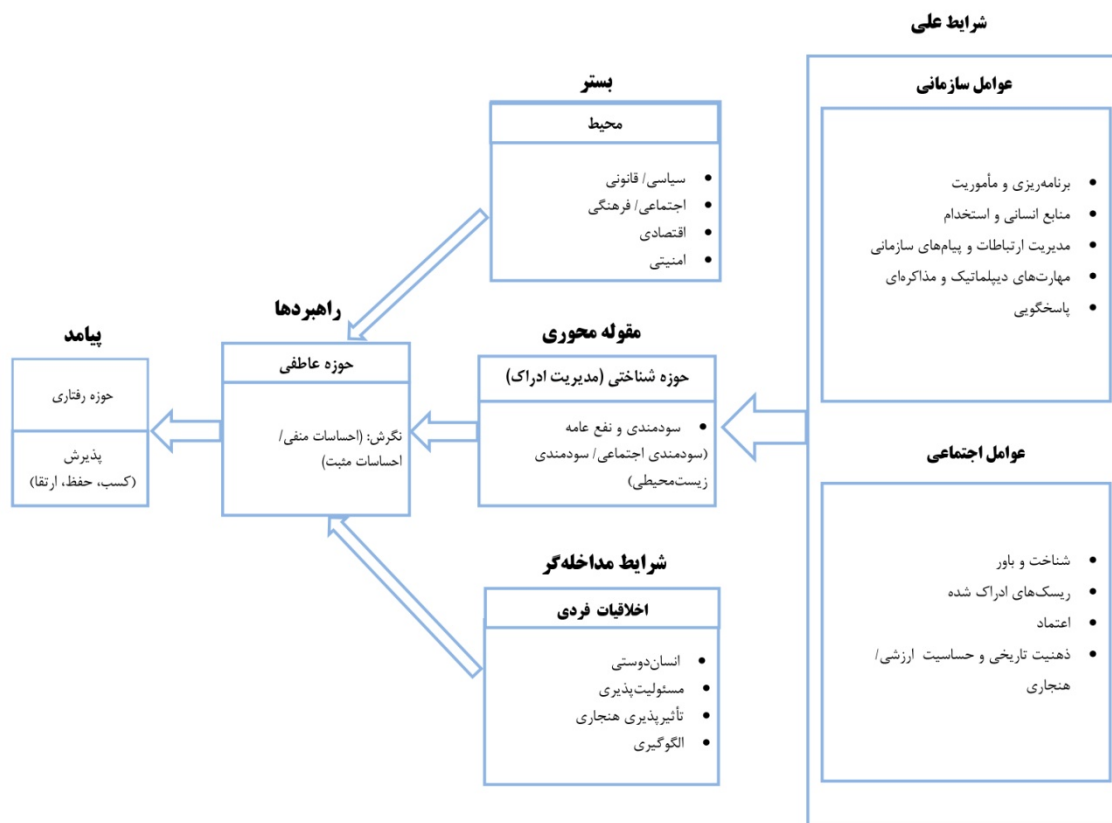 شرایط علی
عوامل سازمانی
برنامه‌ریزی و مأموریت
منابع انسانی و استخدام
مدیریت ارتباطات و پیام‌های سازمانی
مهارت‌های دیپلماتیک و مذاکره‌ای
پاسخگویی
عوامل اجتماعی
شناخت و باور
ریسک‌های ادراک شده
اعتماد
ذهنیت تاریخی و حساسیت ارزشی/
هنجاری
بستر
محیط
سیاسی/ قانونی
اجتماعی/ فرهنگی
اقتصادی
امنیتی
مقوله محوری
حوزه شناختی (مدیریت ادراک)
سودمندی و نفع عامه
(سودمندی اجتماعی/ سودمندی
زیست‌محیطی)
شرایط مداخله‌گر
اخلاقیات فردی
انسان‌دوستی
مسئولیت‌پذیری
تأثیرپذیری هنجاری
الگوگیری
راهبردها
حوزه عاطفی
نگرش: (احساسات منفی/
احساسات مثبت)
پیامد
حوزه رفتاری
پذیرش
(کسب، حفظ، ارتقا)